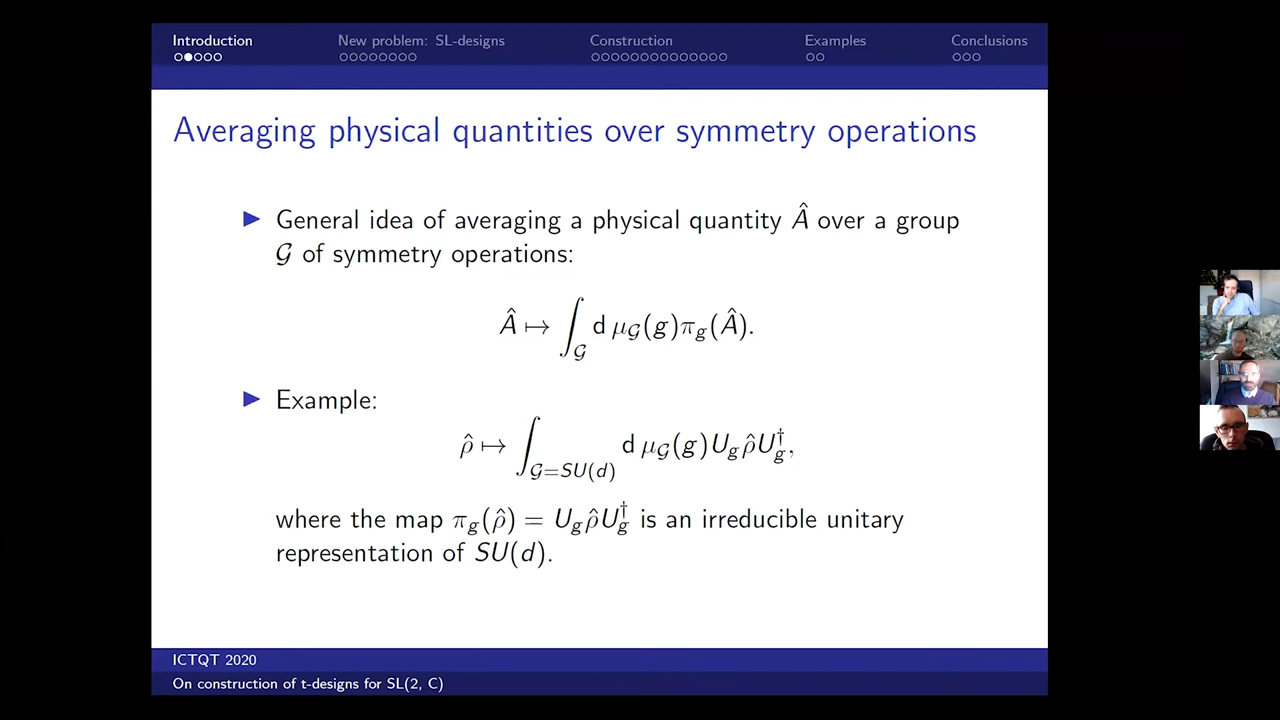 Introduction New problem: SL-designs Construction Examples Conclusions
Averaging physical quantities over symmetry operations
▶ General idea of averaging a physical quantity Â over a group
𝒢 of symmetry operations:
Â ↦ ∫_𝒢 d μ_𝒢(g)π_g(Â).
▶ Example:
ρ̂ ↦ ∫_{𝒢=SU(d)} d μ_𝒢(g)U_g ρ̂ U_g^†,
where the map π_g(ρ̂) = U_g ρ̂ U_g^† is an irreducible unitary
representation of SU(d).
ICTQT 2020
On construction of t-designs for SL(2, C)